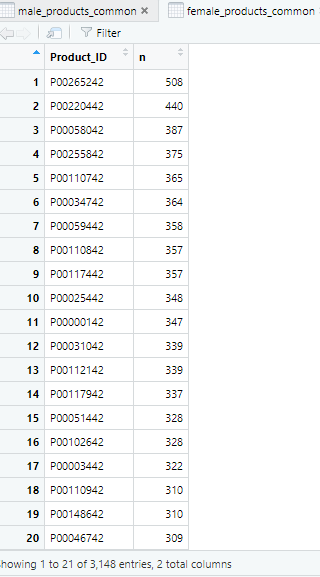 male_products_common × female_products_common
Filter
Product_ID n
1 P00265242 508
2 P00220442 440
3 P00058042 387
4 P00255842 375
5 P00110742 365
6 P00034742 364
7 P00059442 358
8 P00110842 357
9 P00117442 357
10 P00025442 348
11 P00000142 347
12 P00031042 339
13 P00112142 339
14 P00117942 337
15 P00051442 328
16 P00102642 328
17 P00003442 322
18 P00110942 310
19 P00148642 310
20 P00046742 309
howing 1 to 21 of 3,148 entries, 2 total columns